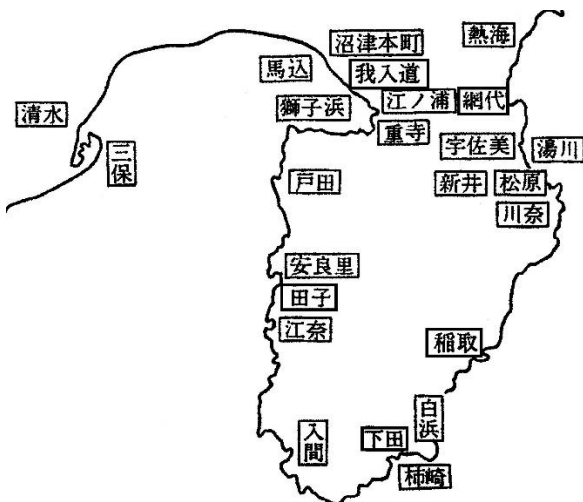 沼津本町
熱海
馬込
我入道
清水
獅子浜
江ノ浦
網代
重寺
宇佐美
湯川
三保
戸田
新井
松原
川奈
安良里
田子
江奈
稲取
白浜
入間
下田
柿崎